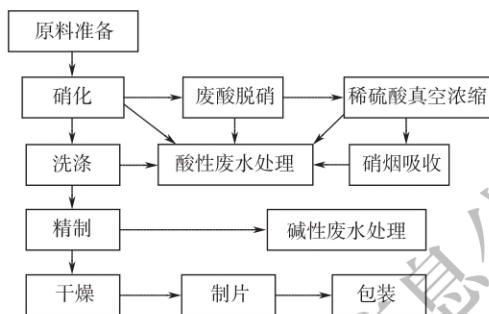 原料准备
硝化
废酸脱硝
稀硫酸真空浓缩
洗涤
酸性废水处理
硝烟吸收
精制
碱性废水处理
干燥
制片
包装